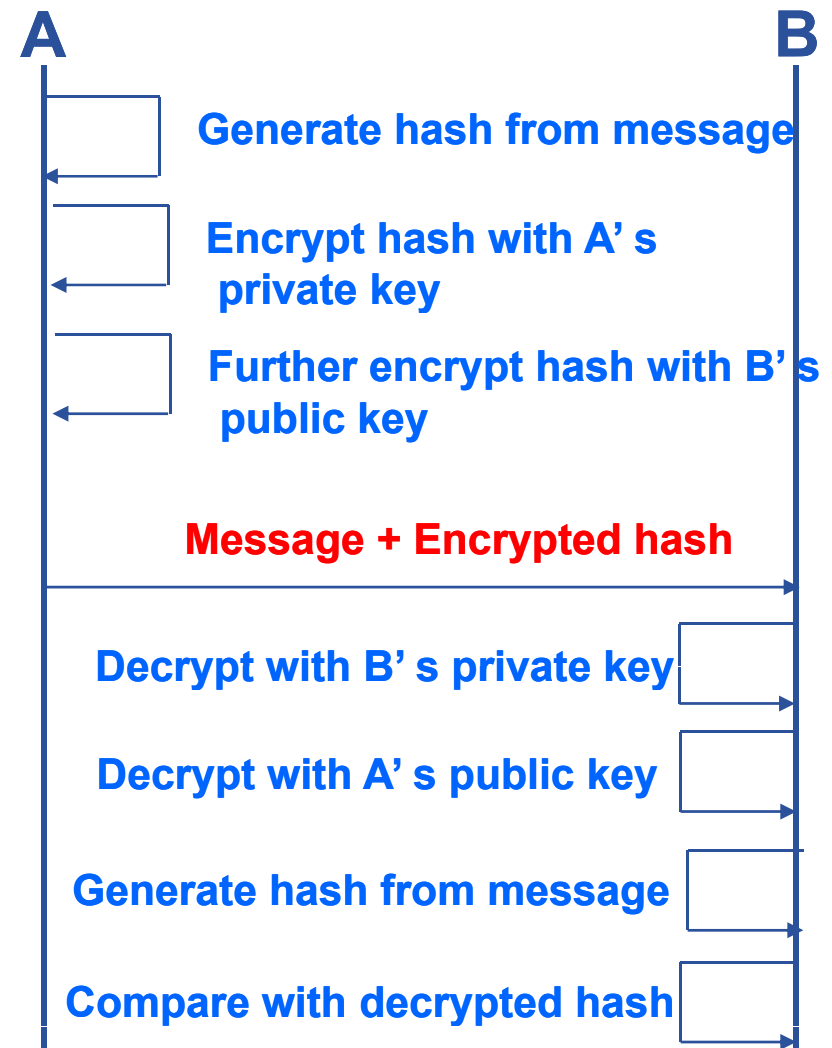 A B
Generate hash from message
Encrypt hash with A’ s
private key
Further encrypt hash with B’ s
public key
Message + Encrypted hash
Decrypt with B’ s private key
Decrypt with A’ s public key
Generate hash from message
Compare with decrypted hash